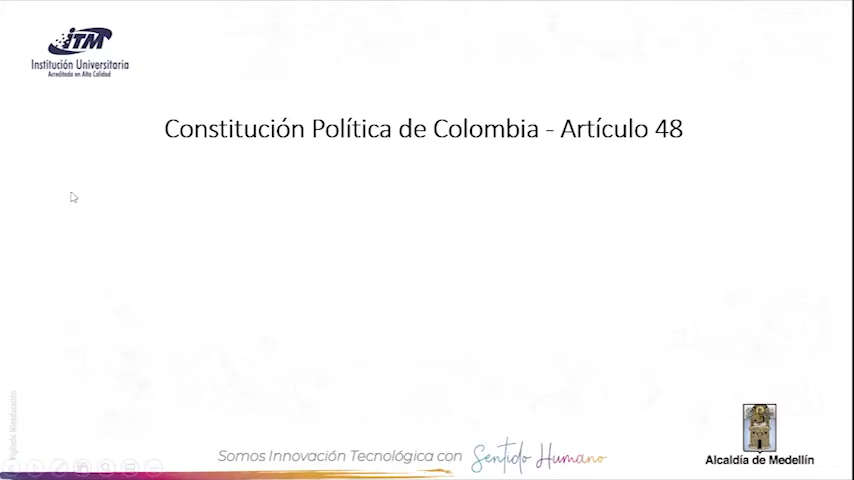 iTM
Institución Universitaria
Acreditada en Alta Calidad
Constitución Política de Colombia - Artículo 48
Somos Innovación Tecnológica con Sentido Humano
Alcaldía de Medellín